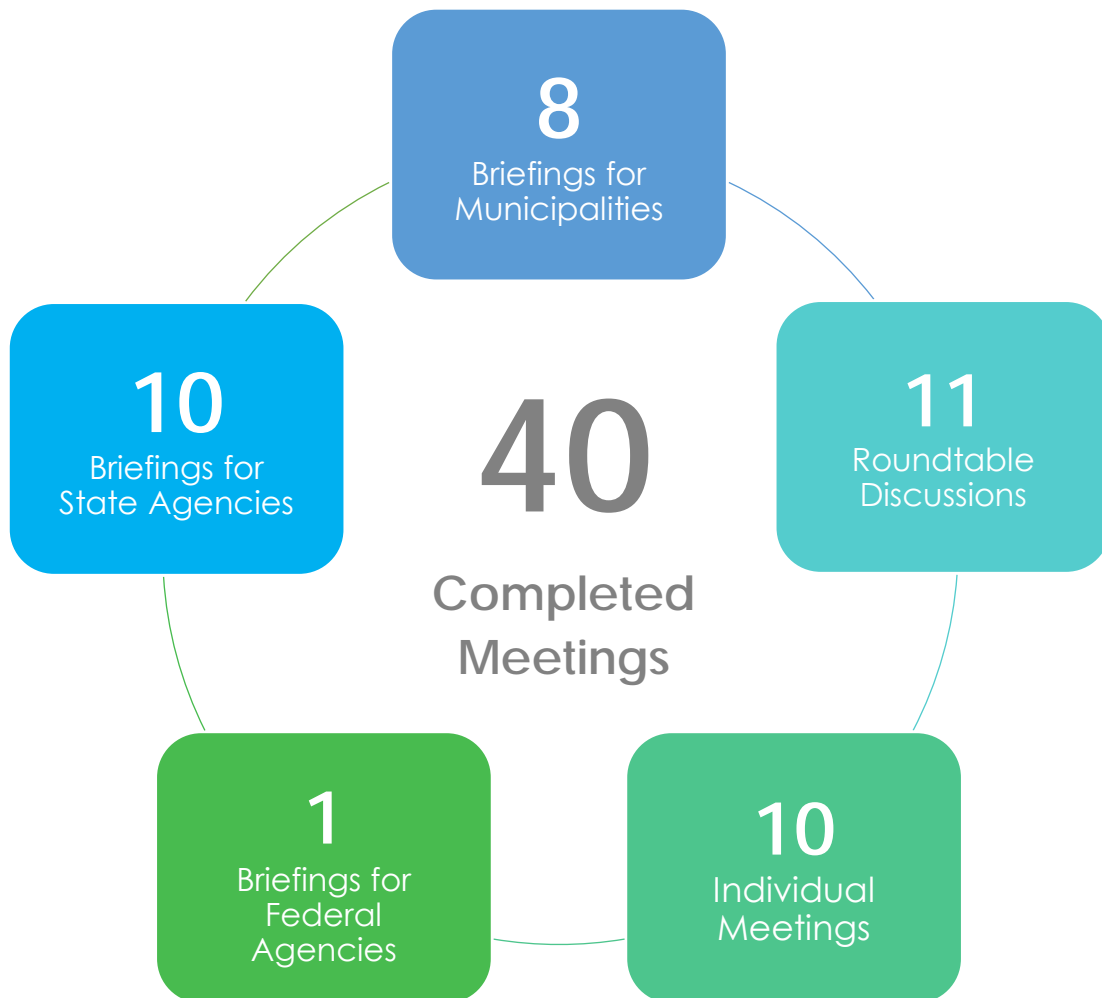 8
Briefings for
Municipalities
11
Roundtable
Discussions
10
Individual
Meetings
1
Briefings for
Federal
Agencies
10
Briefings for
State Agencies
40
Completed
Meetings